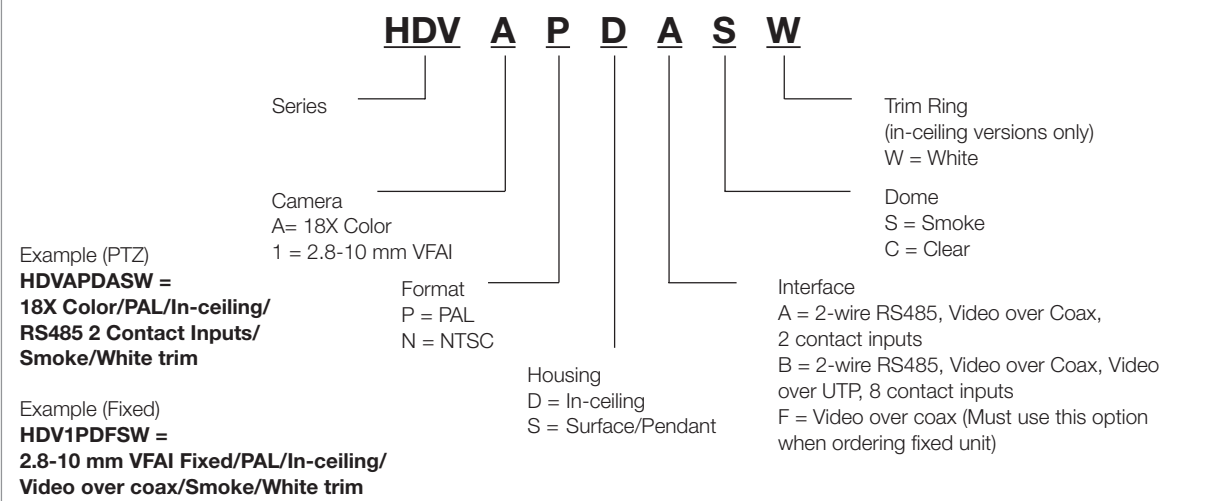 HDV A P D A S W
Series
Camera
A= 18X Color
1 = 2.8-10 mm VFAI
Format
P = PAL
N = NTSC
Housing
D = In-ceiling
S = Surface/Pendant
Interface
A = 2-wire RS485, Video over Coax,
2 contact inputs
B = 2-wire RS485, Video over Coax, Video
over UTP, 8 contact inputs
F = Video over coax (Must use this option
when ordering fixed unit)
Dome
S = Smoke
C = Clear
Trim Ring
(in-ceiling versions only)
W = White
Example (PTZ)
HDVAPDASW =
18X Color/PAL/In-ceiling/
RS485 2 Contact Inputs/
Smoke/White trim
Example (Fixed)
HDV1PDFSW =
2.8-10 mm VFAI Fixed/PAL/In-ceiling/
Video over coax/Smoke/White trim